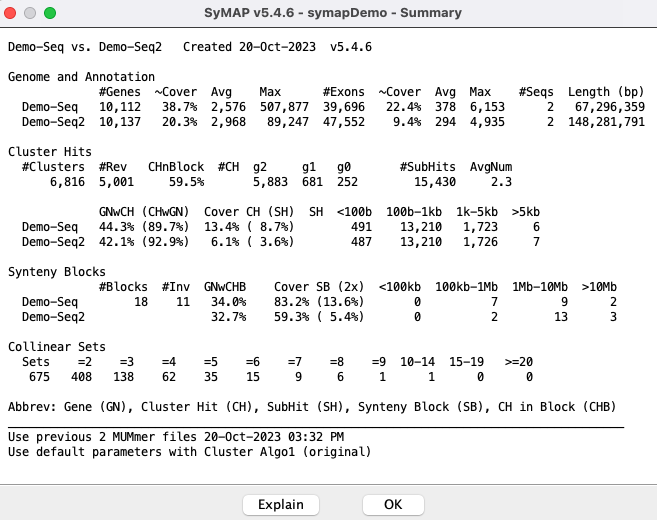 SyMAP v5.4.6 - symapDemo - Summary
Demo-Seq vs. Demo-Seq2   Created 20-Oct-2023  v5.4.6
Genome and Annotation
             #Genes  ~Cover  Avg    Max      #Exons  ~Cover  Avg  Max    #Seqs  Length (bp)
  Demo-Seq   10,112  38.7%  2,576  507,877  39,696  22.4%  378  6,153      2   67,296,359
  Demo-Seq2  10,137  20.3%  2,968   89,247  47,552   9.4%  294  4,935      2  148,281,791
Cluster Hits
  #Clusters  #Rev   CHnBlock  #CH  g2     g1   g0       #SubHits  AvgNum
      6,816  5,001     59.5%       5,883  681  252        15,430     2.3
             GNwCH (CHwGN)  Cover CH (SH)  SH  <100b  100b-1kb  1k-5kb  >5kb
  Demo-Seq   44.3% (89.7%)  13.4% ( 8.7%)        491    13,210   1,723     6
  Demo-Seq2  42.1% (92.9%)   6.1% ( 3.6%)        487    13,210   1,726     7
Synteny Blocks
             #Blocks  #Inv  GNwCHB    Cover SB (2x)  <100kb  100kb-1Mb  1Mb-10Mb  >10Mb
  Demo-Seq        18    11   34.0%    83.2% (13.6%)       0          7         9      2
  Demo-Seq2                  32.7%    59.3% ( 5.4%)       0          2        13      3
Collinear Sets
  Sets    =2    =3    =4    =5    =6    =7    =8    =9  10-14  15-19   >=20
   675   408   138    62    35    15     9     6     1      1      0      0
Abbrev: Gene (GN), Cluster Hit (CH), SubHit (SH), Synteny Block (SB), CH in Block (CHB)
Use previous 2 MUMmer files 20-Oct-2023 03:32 PM
Use default parameters with Cluster Algo1 (original)
Explain   OK